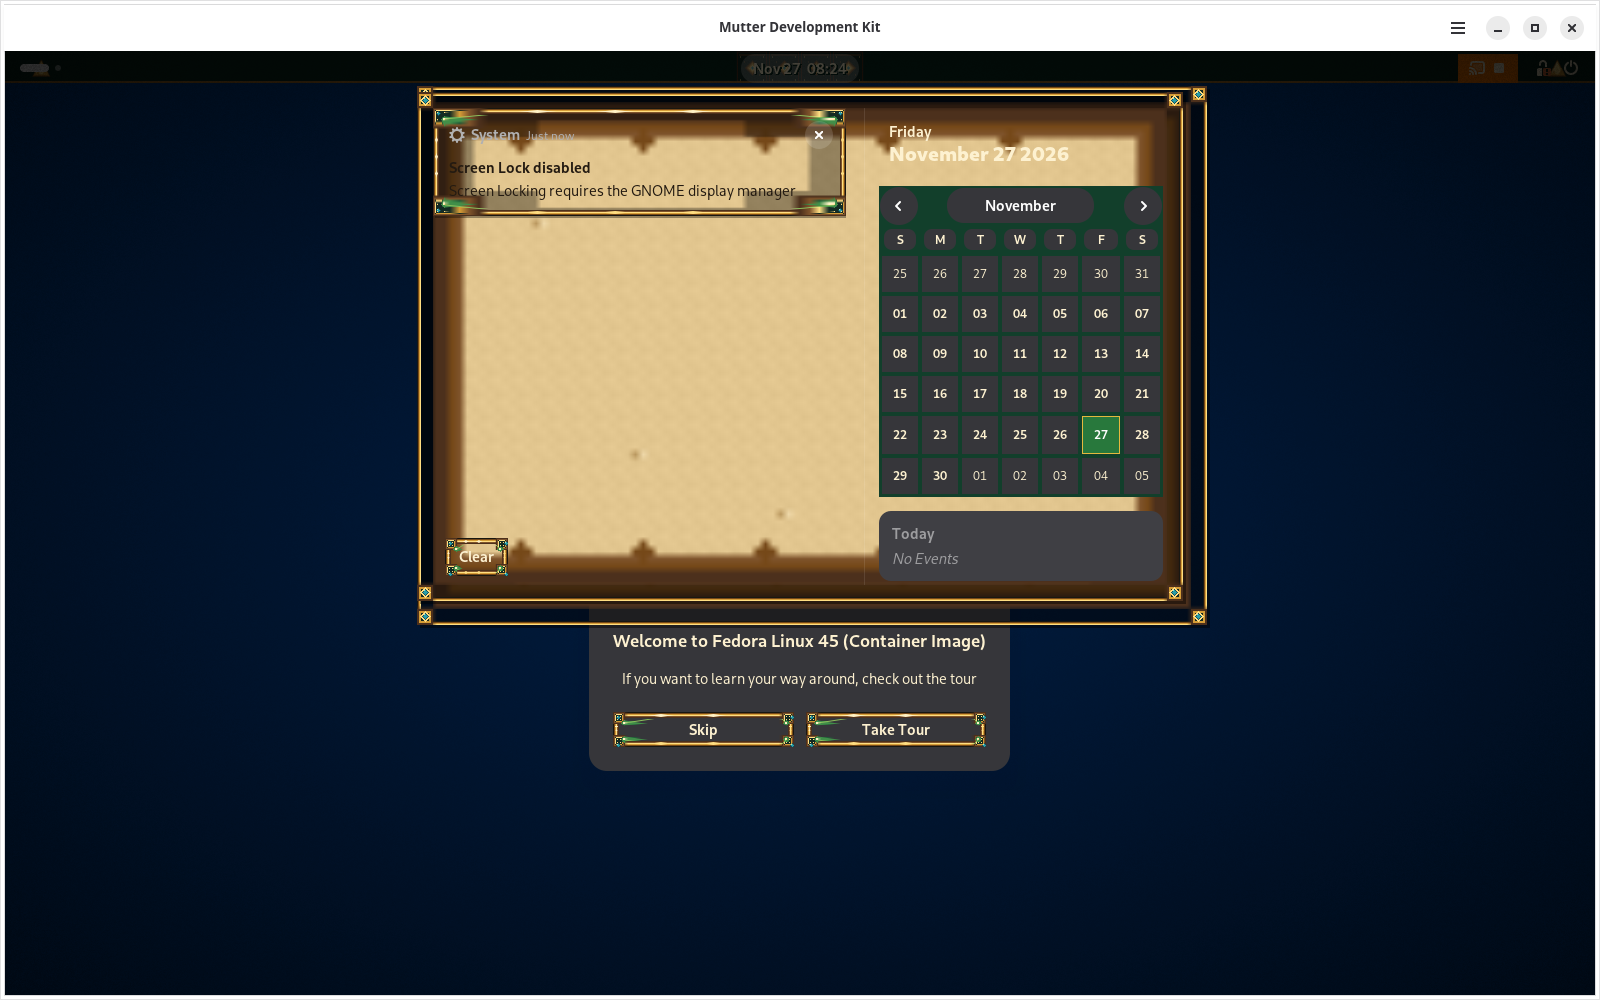 Mutter Development Kit
Nov 27 08:24
System Just now
Screen Lock disabled
Screen Locking requires the GNOME display manager
Clear
Friday
November 27 2026
November
S M T W T F S
25 26 27 28 29 30 31
01 02 03 04 05 06 07
08 09 10 11 12 13 14
15 16 17 18 19 20 21
22 23 24 25 26 27 28
29 30 01 02 03 04 05
Today
No Events
Welcome to Fedora Linux 45 (Container Image)
If you want to learn your way around, check out the tour
Skip
Take Tour